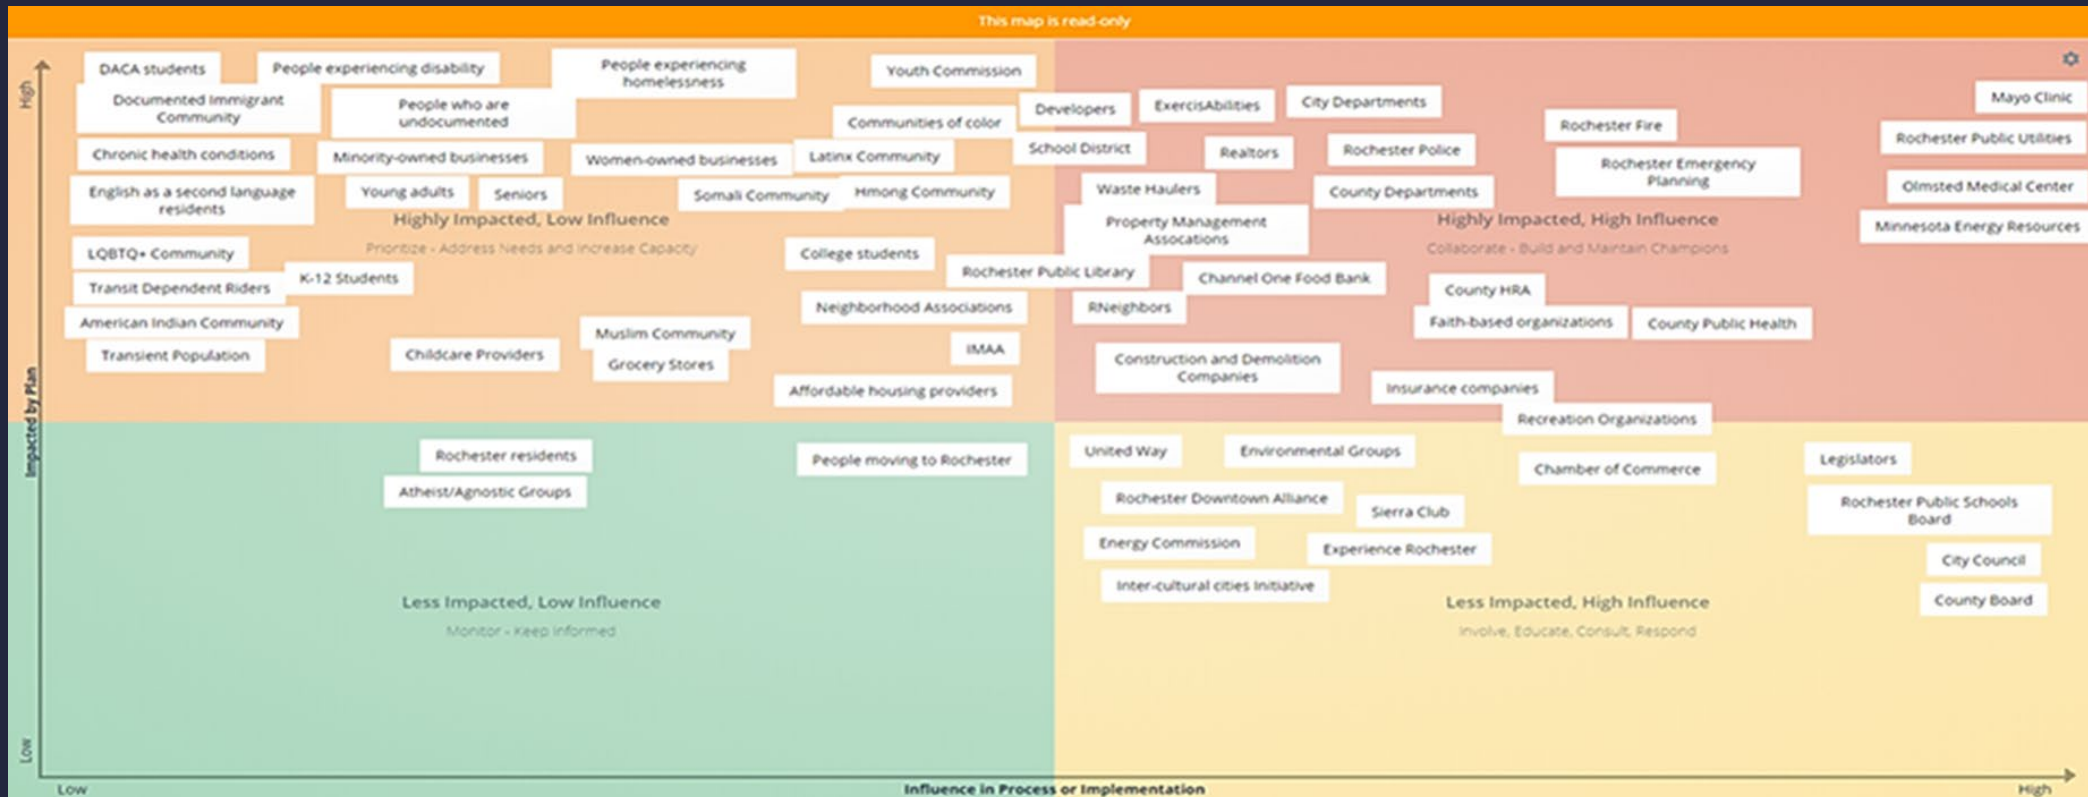 This map is read-only
High
DACA students
People experiencing disability
People experiencing
homelessness
Youth Commission
Documented Immigrant
Community
People who are
undocumented
Communities of color
Chronic health conditions
Minority-owned businesses
Women-owned businesses
Latinx Community
English as a second language
residents
Young adults
Seniors
Somali Community
Hmong Community
Highly Impacted, Low Influence
Prioritize - Address Needs and Increase Capacity
LQBTQ+ Community
K-12 Students
College students
Transit Dependent Riders
Rochester Public Library
Neighborhood Associations
American Indian Community
Muslim Community
Transient Population
Childcare Providers
Grocery Stores
IMAA
Affordable housing providers
Developers
ExercisAbilities
City Departments
Mayo Clinic
Rochester Fire
Rochester Public Utilities
School District
Realtors
Rochester Police
Rochester Emergency
Planning
Waste Haulers
County Departments
Olmsted Medical Center
Property Management
Assocations
Highly Impacted, High Influence
Collaborate - Build and Maintain Champions
Minnesota Energy Resources
Channel One Food Bank
County HRA
RNeighbors
Faith-based organizations
County Public Health
Construction and Demolition
Companies
Insurance companies
Recreation Organizations
Impacted by Plan
Rochester residents
People moving to Rochester
Atheist/Agnostic Groups
Less Impacted, Low Influence
Monitor - Keep Informed
United Way
Environmental Groups
Chamber of Commerce
Legislators
Rochester Downtown Alliance
Sierra Club
Rochester Public Schools
Board
Energy Commission
Experience Rochester
City Council
Inter-cultural cities Initiative
County Board
Less Impacted, High Influence
Involve, Educate, Consult, Respond
Low
Low
Influence in Process or Implementation
High